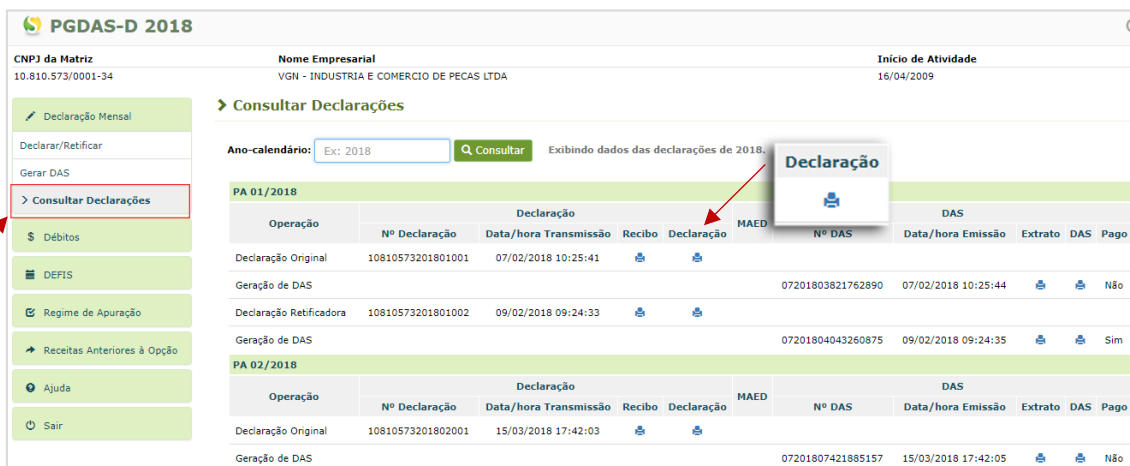 PGDAS-D 2018
CNPJ da Matriz Nome Empresarial Início de Atividade
10.810.573/0001-34 VGN - INDUSTRIA E COMERCIO DE PECAS LTDA 16/04/2009
Declaração Mensal
Declarar/Retificar
Gerar DAS
> Consultar Declarações
$ Débitos
DEFIS
Regime de Apuração
Receitas Anteriores à Opção
Ajuda
Sair
> Consultar Declarações
Ano-calendário: Ex: 2018 Consultar Exibindo dados das declarações de 2018.
Declaração
PA 01/2018
Operação Declaração MAED DAS
Nº Declaração Data/hora Transmissão Recibo Declaração Nº DAS Data/hora Emissão Extrato DAS Pago
Declaração Original 10810573201801001 07/02/2018 10:25:41
Geração de DAS 07201803821762890 07/02/2018 10:25:44 Não
Declaração Retificadora 10810573201801002 09/02/2018 09:24:33
Geração de DAS 07201804043260875 09/02/2018 09:24:35 Sim
PA 02/2018
Operação Declaração MAED DAS
Nº Declaração Data/hora Transmissão Recibo Declaração Nº DAS Data/hora Emissão Extrato DAS Pago
Declaração Original 10810573201802001 15/03/2018 17:42:03
Geração de DAS 07201807421885157 15/03/2018 17:42:05 Não